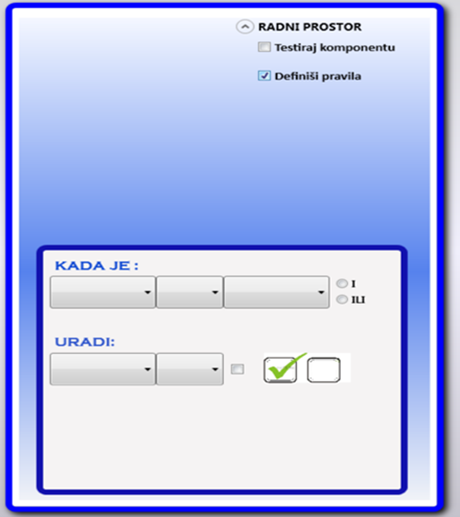 RADNI PROSTOR
Testiraj komponentu
Definiši pravila
KADA JE :
I
ILI
URADI: